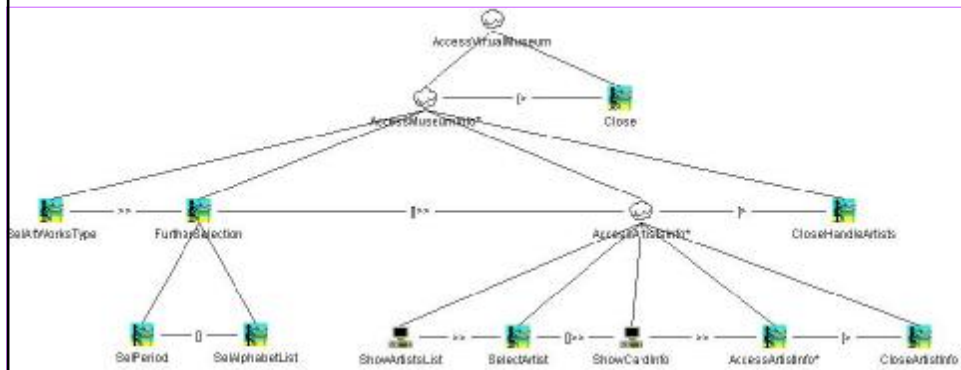 AccessVirtualMuseum
AccessMuseumInfo* [> Close
SelArtWorksType >> FurtherSelection []>> AccessArtistsInfo* [> CloseHandleArtists
SelPeriod [] SelAlphabetList ShowArtistsList >> SelectArtist []>> ShowCardInfo >> AccessArtistInfo* [> CloseArtistInfo